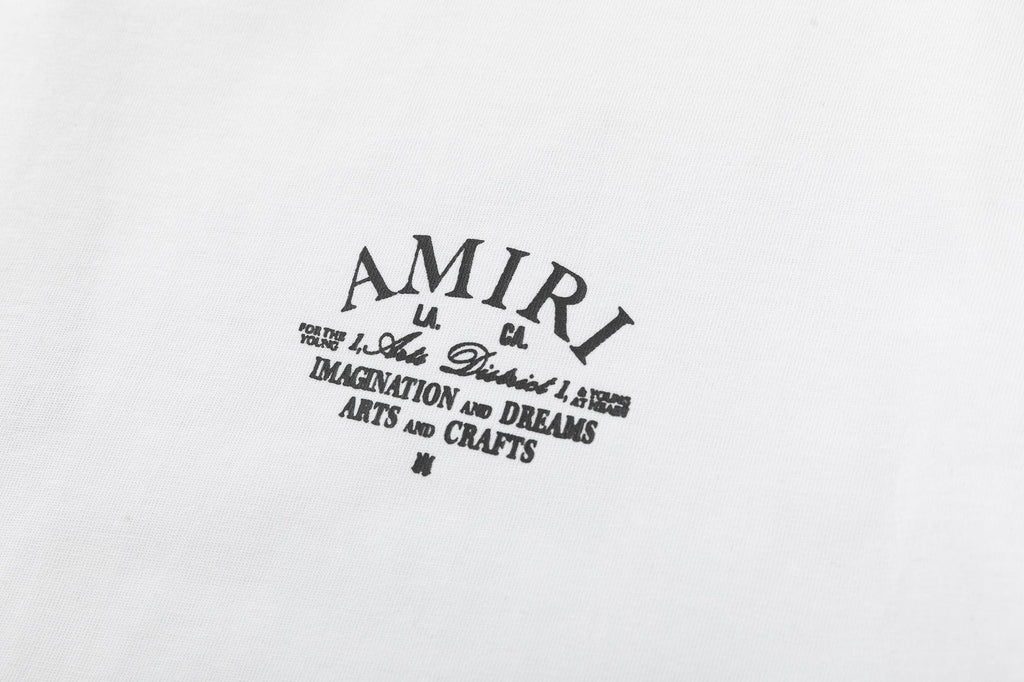 AMIRI
LA. CA.
FOR THE YOUNG 1, Arts District 1, & YOUNG AT HEART
IMAGINATION AND DREAMS
ARTS AND CRAFTS